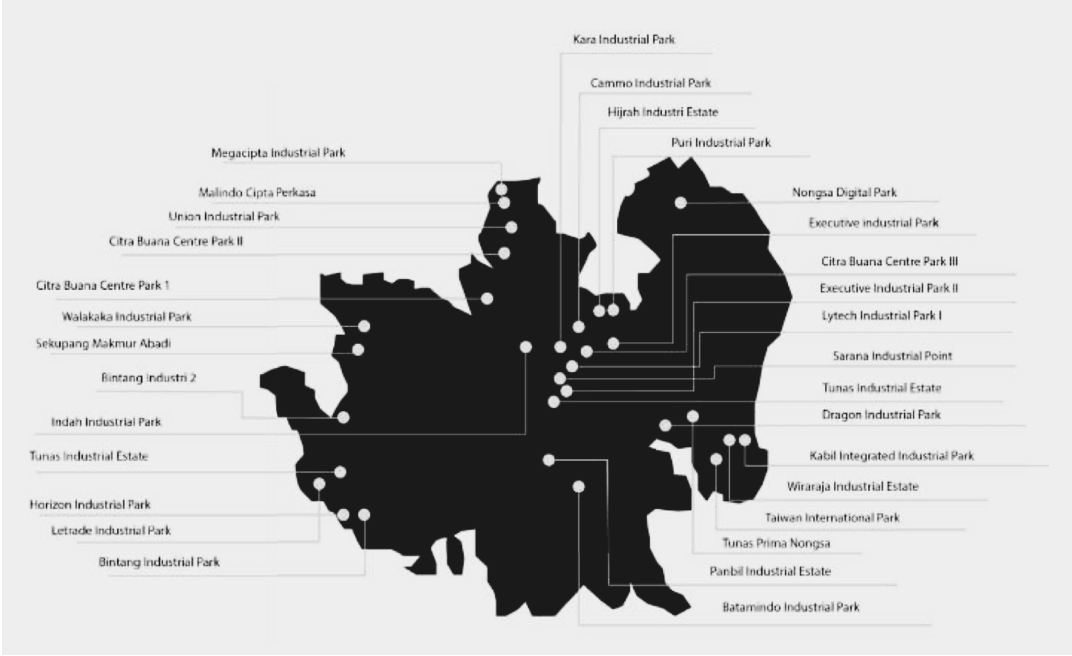 Kara Industrial Park
Cammo Industrial Park
Hijrah Industri Estate
Puri Industrial Park
Megacipta Industrial Park
Malindo Cipta Perkasa
Union Industrial Park
Citra Buana Centre Park II
Citra Buana Centre Park 1
Walakaka Industrial Park
Sekupang Makmur Abadi
Bintang Industri 2
Indah Industrial Park
Tunas Industrial Estate
Horizon Industrial Park
Letrade Industrial Park
Bintang Industrial Park
Nongsa Digital Park
Executive industrial Park
Citra Buana Centre Park III
Executive Industrial Park II
Lytech Industrial Park I
Sarana Industrial Point
Tunas Industrial Estate
Dragon Industrial Park
Kabil Integrated Industrial Park
Wiraraja Industrial Estate
Taiwan International Park
Tunas Prima Nongsa
Panbil Industrial Estate
Batamindo Industrial Park